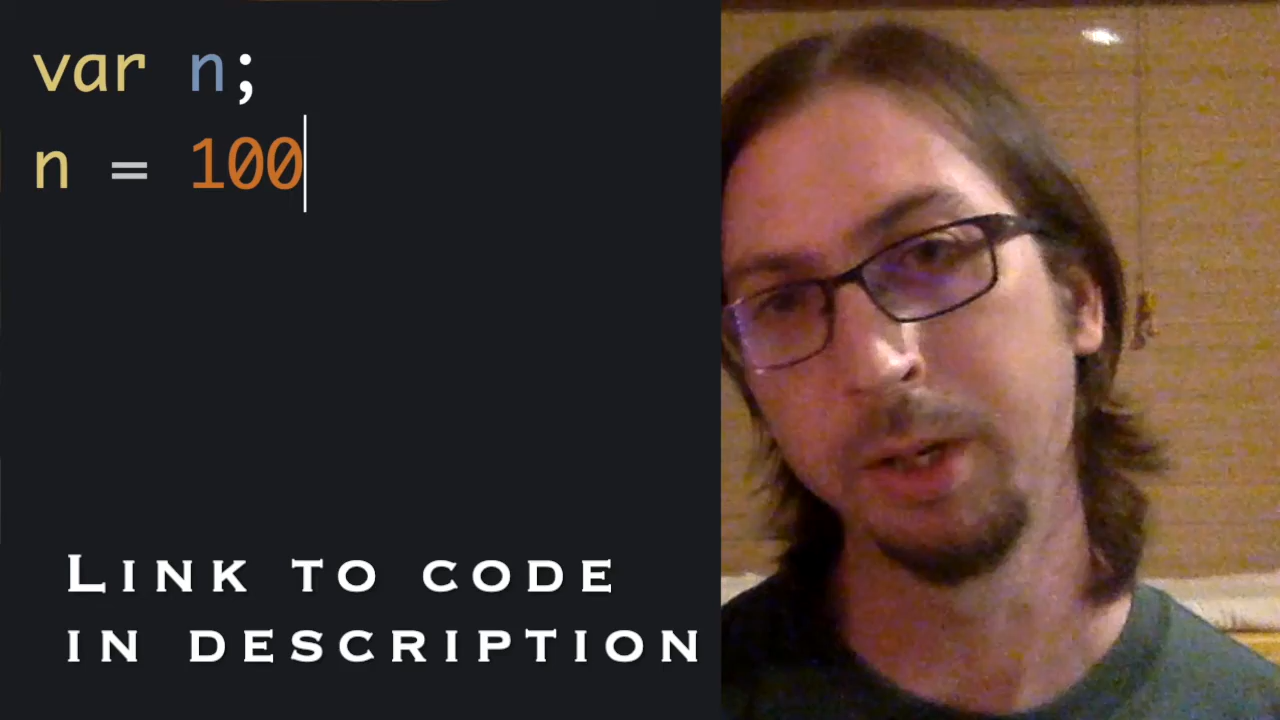 var n;
n = 100
LINK TO CODE
IN DESCRIPTION